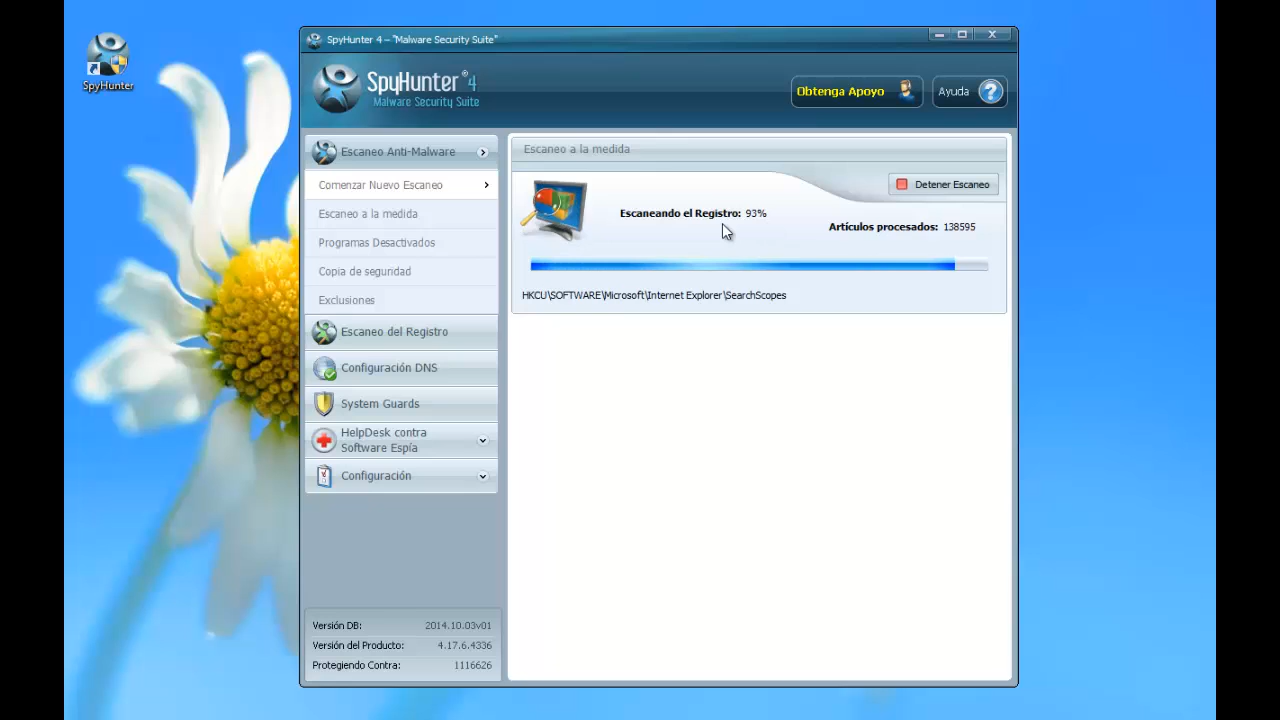 SpyHunter
SpyHunter 4 – "Malware Security Suite"
SpyHunter® 4
Malware Security Suite
Obtenga Apoyo
Ayuda
Escaneo Anti-Malware
Comenzar Nuevo Escaneo
Escaneo a la medida
Programas Desactivados
Copia de seguridad
Exclusiones
Escaneo del Registro
Configuración DNS
System Guards
HelpDesk contra
Software Espía
Configuración
Versión DB: 2014.10.03v01
Versión del Producto: 4.17.6.4336
Protegiendo Contra: 1116626
Escaneo a la medida
Detener Escaneo
Escaneando el Registro: 93%
Artículos procesados: 138595
HKCU\SOFTWARE\Microsoft\Internet Explorer\SearchScopes